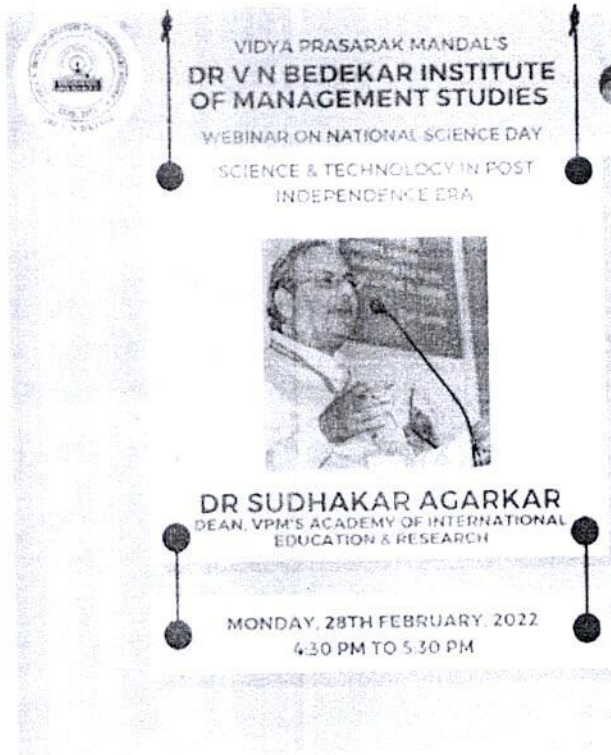 VIDYA PRASARAK MANDAL'S
DR V N BEDEKAR INSTITUTE
OF MANAGEMENT STUDIES
WEBINAR ON NATIONAL SCIENCE DAY
SCIENCE & TECHNOLOGY IN POST
INDEPENDENCE ERA
DR SUDHAKAR AGARKAR
DEAN, VPM'S ACADEMY OF INTERNATIONAL
EDUCATION & RESEARCH
MONDAY, 28TH FEBRUARY, 2022
4:30 PM TO 5:30 PM